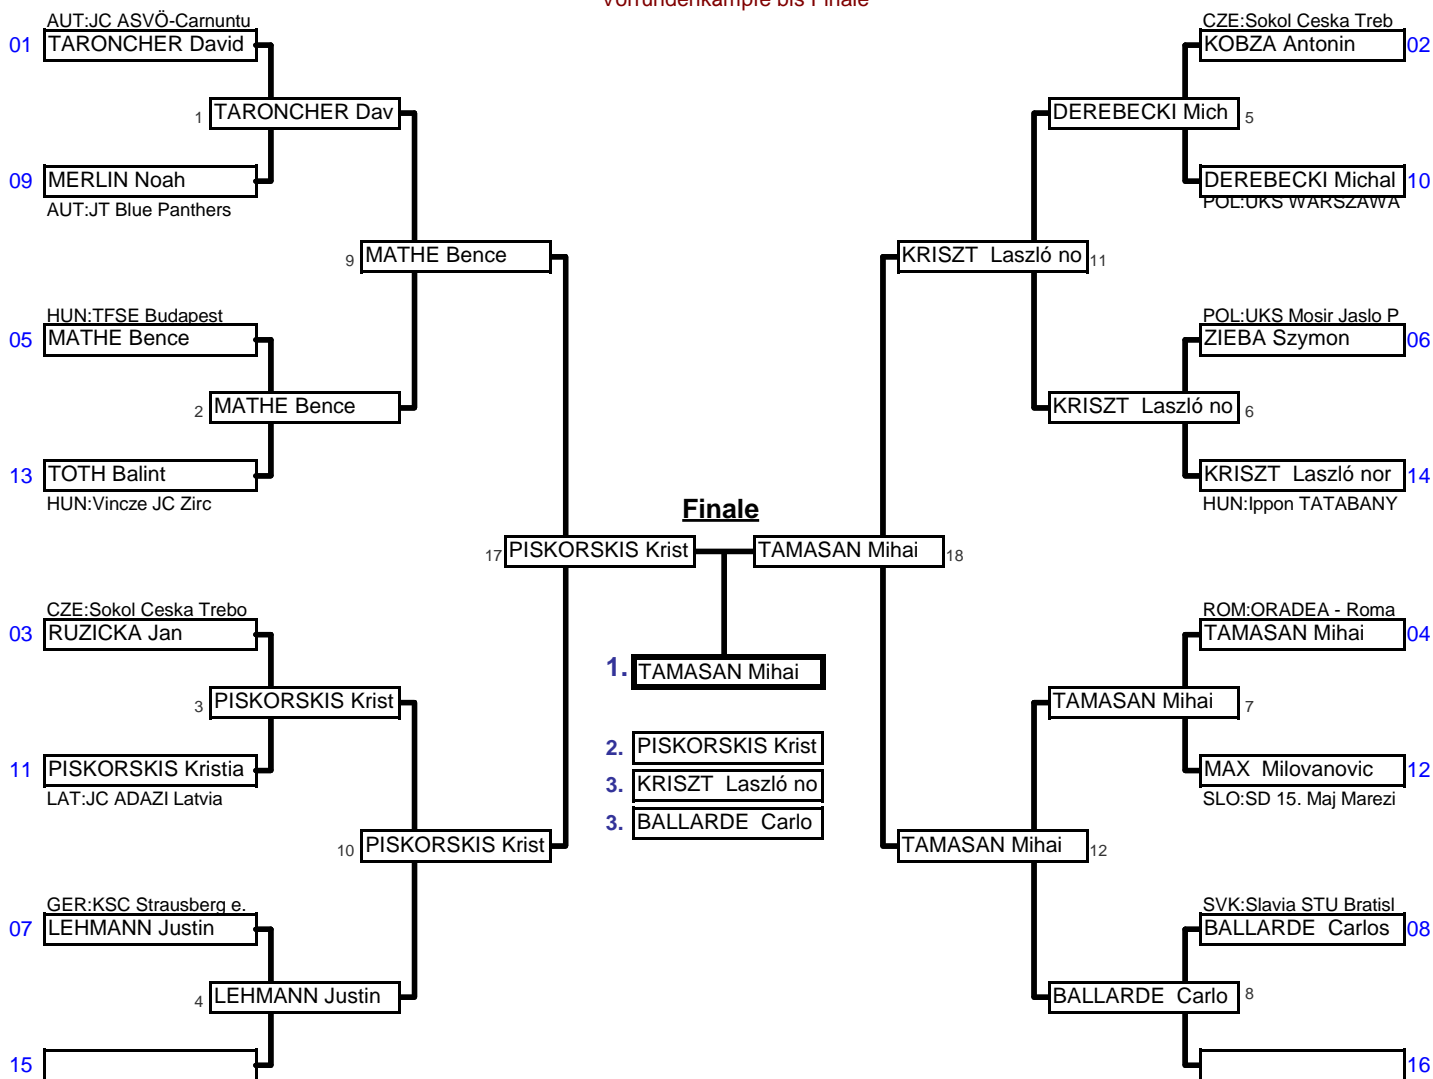 Vorrundenkämpfe bis Finale
AUT:JC ASVÖ-Carnuntu
01 TARONCHER David
1 TARONCHER Dav
09 MERLIN Noah
AUT:JT Blue Panthers
9 MATHE Bence
HUN:TFSE Budapest
05 MATHE Bence
2 MATHE Bence
13 TOTH Balint
HUN:Vincze JC Zirc
17 PISKORSKIS Krist
CZE:Sokol Ceska Trebo
03 RUZICKA Jan
3 PISKORSKIS Krist
11 PISKORSKIS Kristia
LAT:JC ADAZI Latvia
10 PISKORSKIS Krist
GER:KSC Strausberg e.
07 LEHMANN Justin
4 LEHMANN Justin
15
Finale
1. TAMASAN Mihai
2. PISKORSKIS Krist
3. KRISZT  Laszló no
3. BALLARDE  Carlo
CZE:Sokol Ceska Treb
KOBZA Antonin 02
DEREBECKI Mich 5
DEREBECKI Michal 10
POL:UKS WARSZAWA
KRISZT  Laszló no 11
POL:UKS Mosir Jaslo P
ZIEBA Szymon 06
KRISZT  Laszló no 6
KRISZT  Laszló nor 14
HUN:Ippon TATABANY
TAMASAN Mihai 18
ROM:ORADEA - Roma
TAMASAN Mihai 04
TAMASAN Mihai 7
MAX  Milovanovic 12
SLO:SD 15. Maj Marezi
TAMASAN Mihai 12
SVK:Slavia STU Bratisl
BALLARDE  Carlos 08
BALLARDE  Carlo 8
16